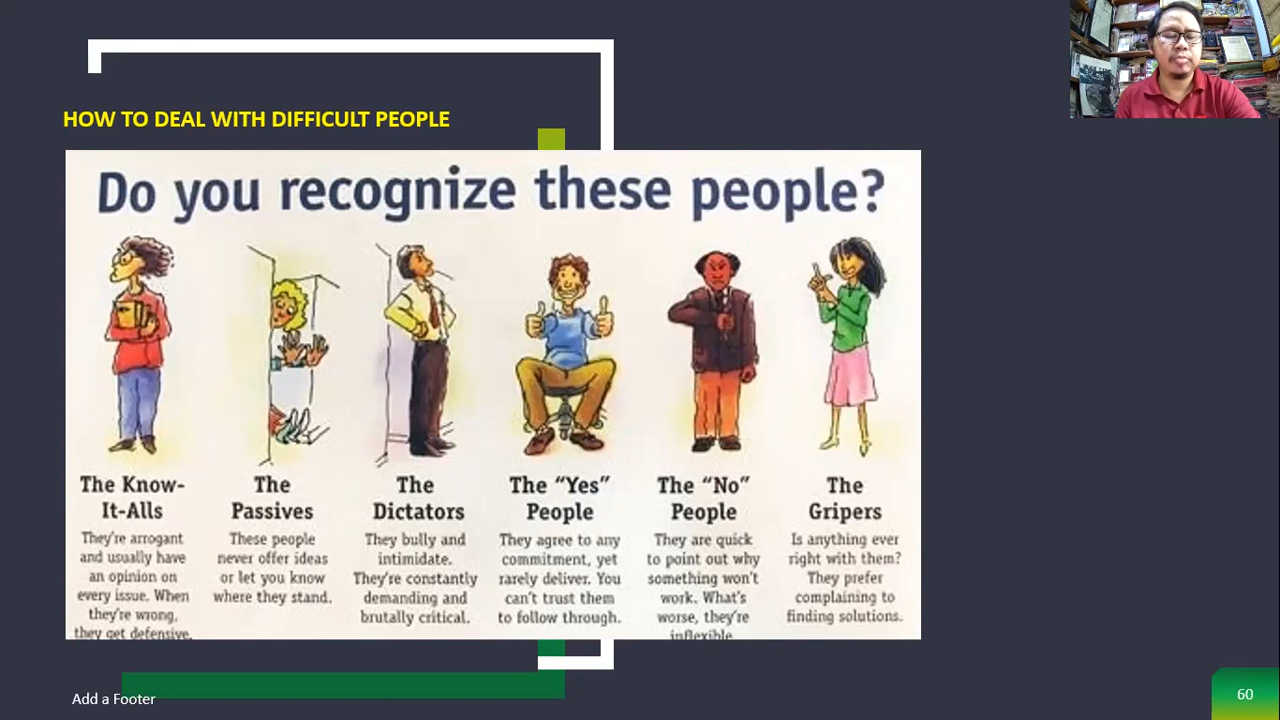 HOW TO DEAL WITH DIFFICULT PEOPLE
Do you recognize these people?
The Know-
It-Alls
They're arrogant
and usually have
an opinion on
every issue. When
they're wrong,
they get defensive.
The
Passives
These people
never offer ideas
or let you know
where they stand.
The
Dictators
They bully and
intimidate.
They're constantly
demanding and
brutally critical.
The “Yes”
People
They agree to any
commitment, yet
rarely deliver. You
can't trust them
to follow through.
The “No”
People
They are quick
to point out why
something won't
work. What's
worse, they're
inflexible.
The
Gripers
Is anything ever
right with them?
They prefer
complaining to
finding solutions.
Add a Footer
60